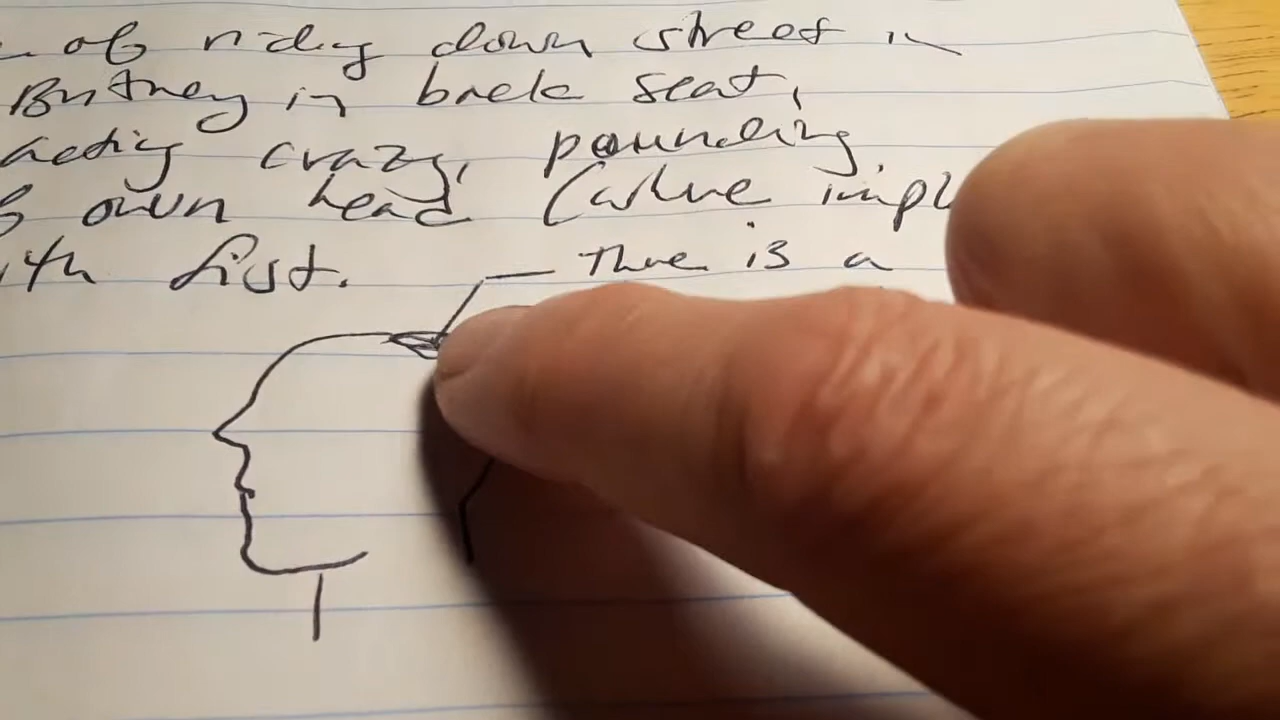 of riding down street in
Britney in back seat,
acting crazy, pounding
own head (where impl
with fist.
There is a